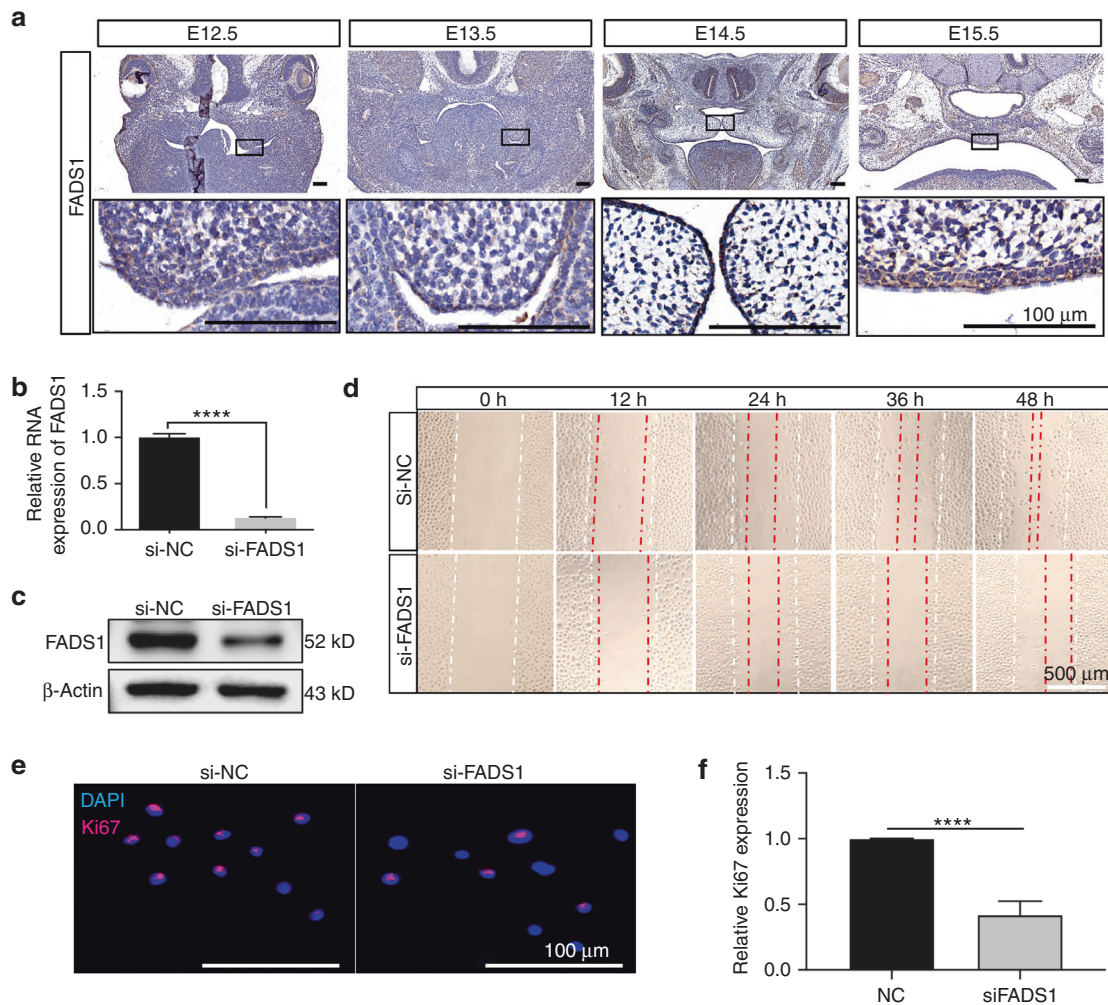 a
E12.5 E13.5 E14.5 E15.5
FADS1
100 μm
b
Relative RNA
expression of FADS1
1.5
1.0
0.5
0.0
****
si-NC si-FADS1
c
si-NC si-FADS1
FADS1 52 kD
β-Actin 43 kD
d
0 h 12 h 24 h 36 h 48 h
Si-NC
si-FADS1
500 μm
e
si-NC si-FADS1
DAPI
Ki67
100 μm
f
Relative Ki67 expression
1.5
1.0
0.5
0.0
****
NC siFADS1